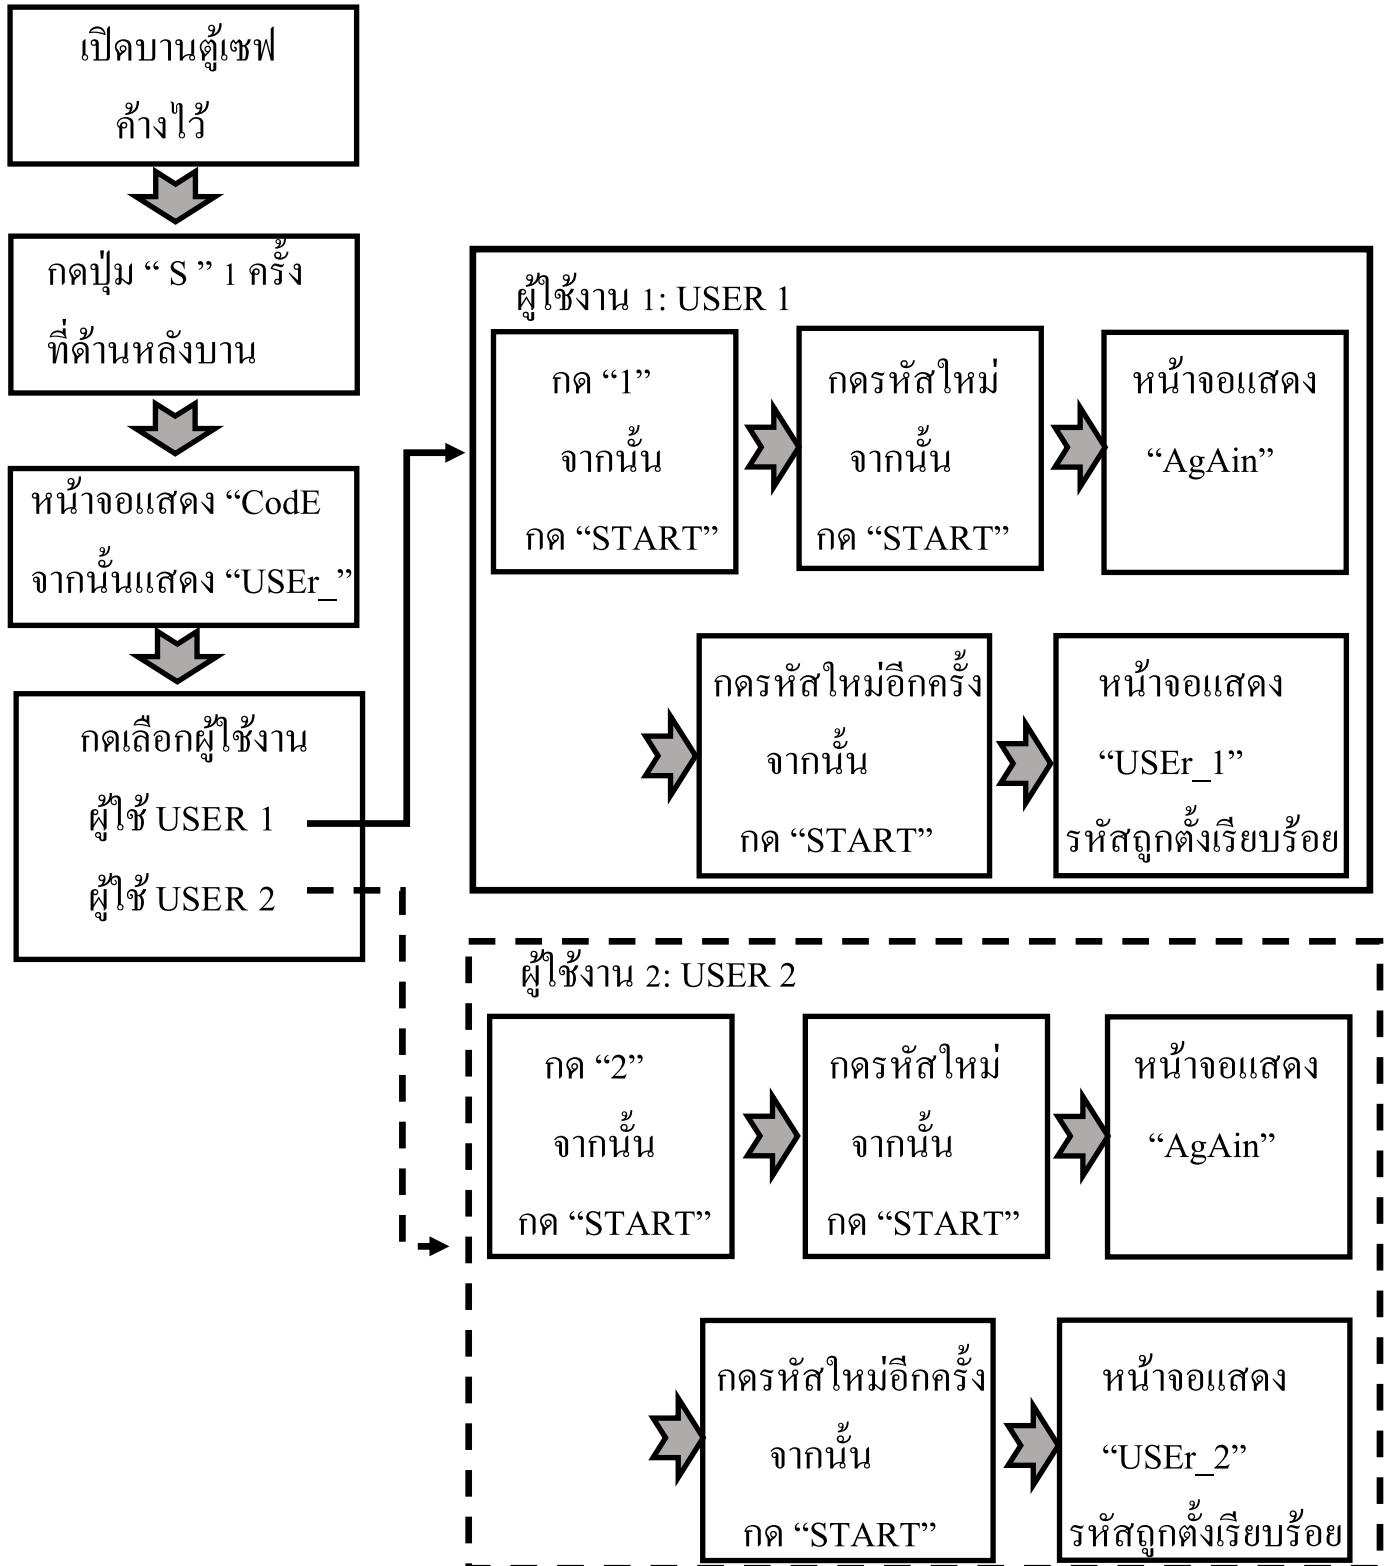 เปิดบานตู้เซฟ
ค้างไว้
กดปุ่ม “ S ” 1 ครั้ง
ที่ด้านหลังบาน
หน้าจอแสดง “CodE
จากนั้นแสดง “USEr_”
กดเลือกผู้ใช้งาน
ผู้ใช้ USER 1
ผู้ใช้ USER 2
ผู้ใช้งาน 1: USER 1
กด “1”
จากนั้น
กด “START”
กดรหัสใหม่
จากนั้น
กด “START”
หน้าจอแสดง
“AgAin”
กดรหัสใหม่อีกครั้ง
จากนั้น
กด “START”
หน้าจอแสดง
“USEr_1”
รหัสถูกตั้งเรียบร้อย
ผู้ใช้งาน 2: USER 2
กด “2”
จากนั้น
กด “START”
กดรหัสใหม่
จากนั้น
กด “START”
หน้าจอแสดง
“AgAin”
กดรหัสใหม่อีกครั้ง
จากนั้น
กด “START”
หน้าจอแสดง
“USEr_2”
รหัสถูกตั้งเรียบร้อย